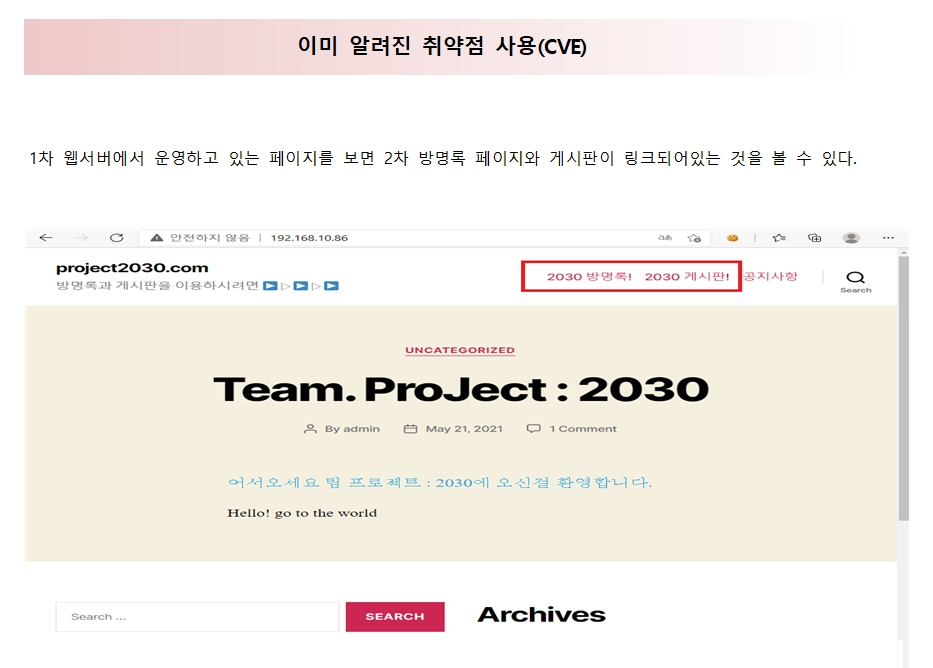 이미 알려진 취약점 사용(CVE)
1차 웹서버에서 운영하고 있는 페이지를 보면 2차 방명록 페이지와 게시판이 링크되어있는 것을 볼 수 있다.
안전하지 않음 | 192.168.10.86
project2030.com
2030 방명록! 2030 게시판! 공지사항
방명록과 게시판을 이용하시려면 ▶ ▷ ▶ ▷ ▶
Search
UNCATEGORIZED
Team. ProJect : 2030
By admin May 21, 2021 1 Comment
어서오세요 팀 프로젝트 : 2030에 오신걸 환영합니다.
Hello! go to the world
Search ... SEARCH Archives